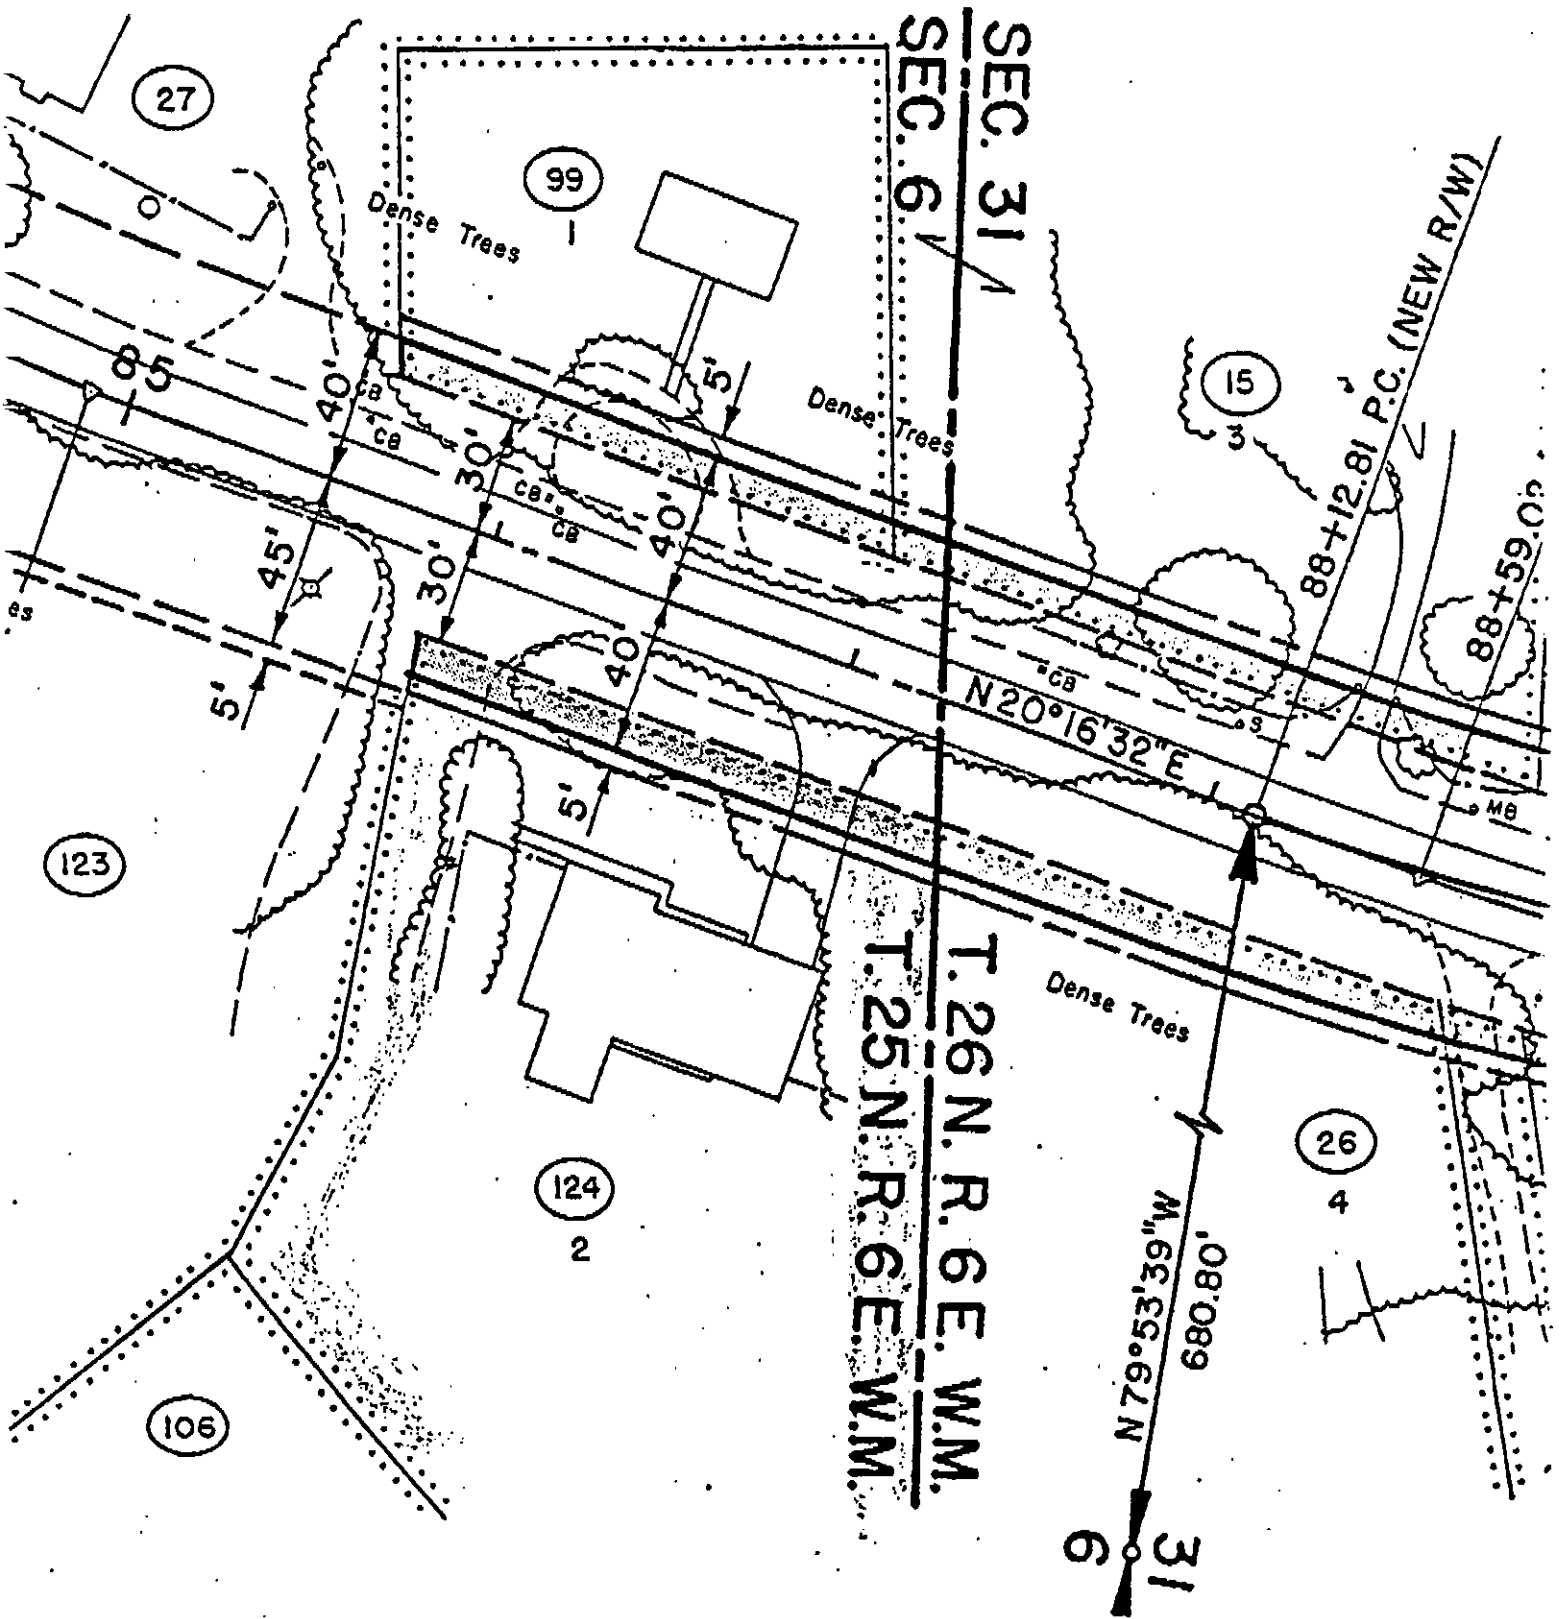 SEC. 31
SEC. 6
27
99
1
Dense Trees
85
40'
CB
CB
30'
CB
CB
5'
Dense Trees
15
3
88+12.81 P.C. (NEW R/W)
88+59.0
45'
30'
40'
40'
5'
5'
es
CB
S
MB
N20°16'32"E
123
T. 26 N. R. 6 E. W.M.
T. 25 N. R. 6 E. W.M.
Dense Trees
124
2
26
4
N79°53'39"W
680.80'
106
31
6